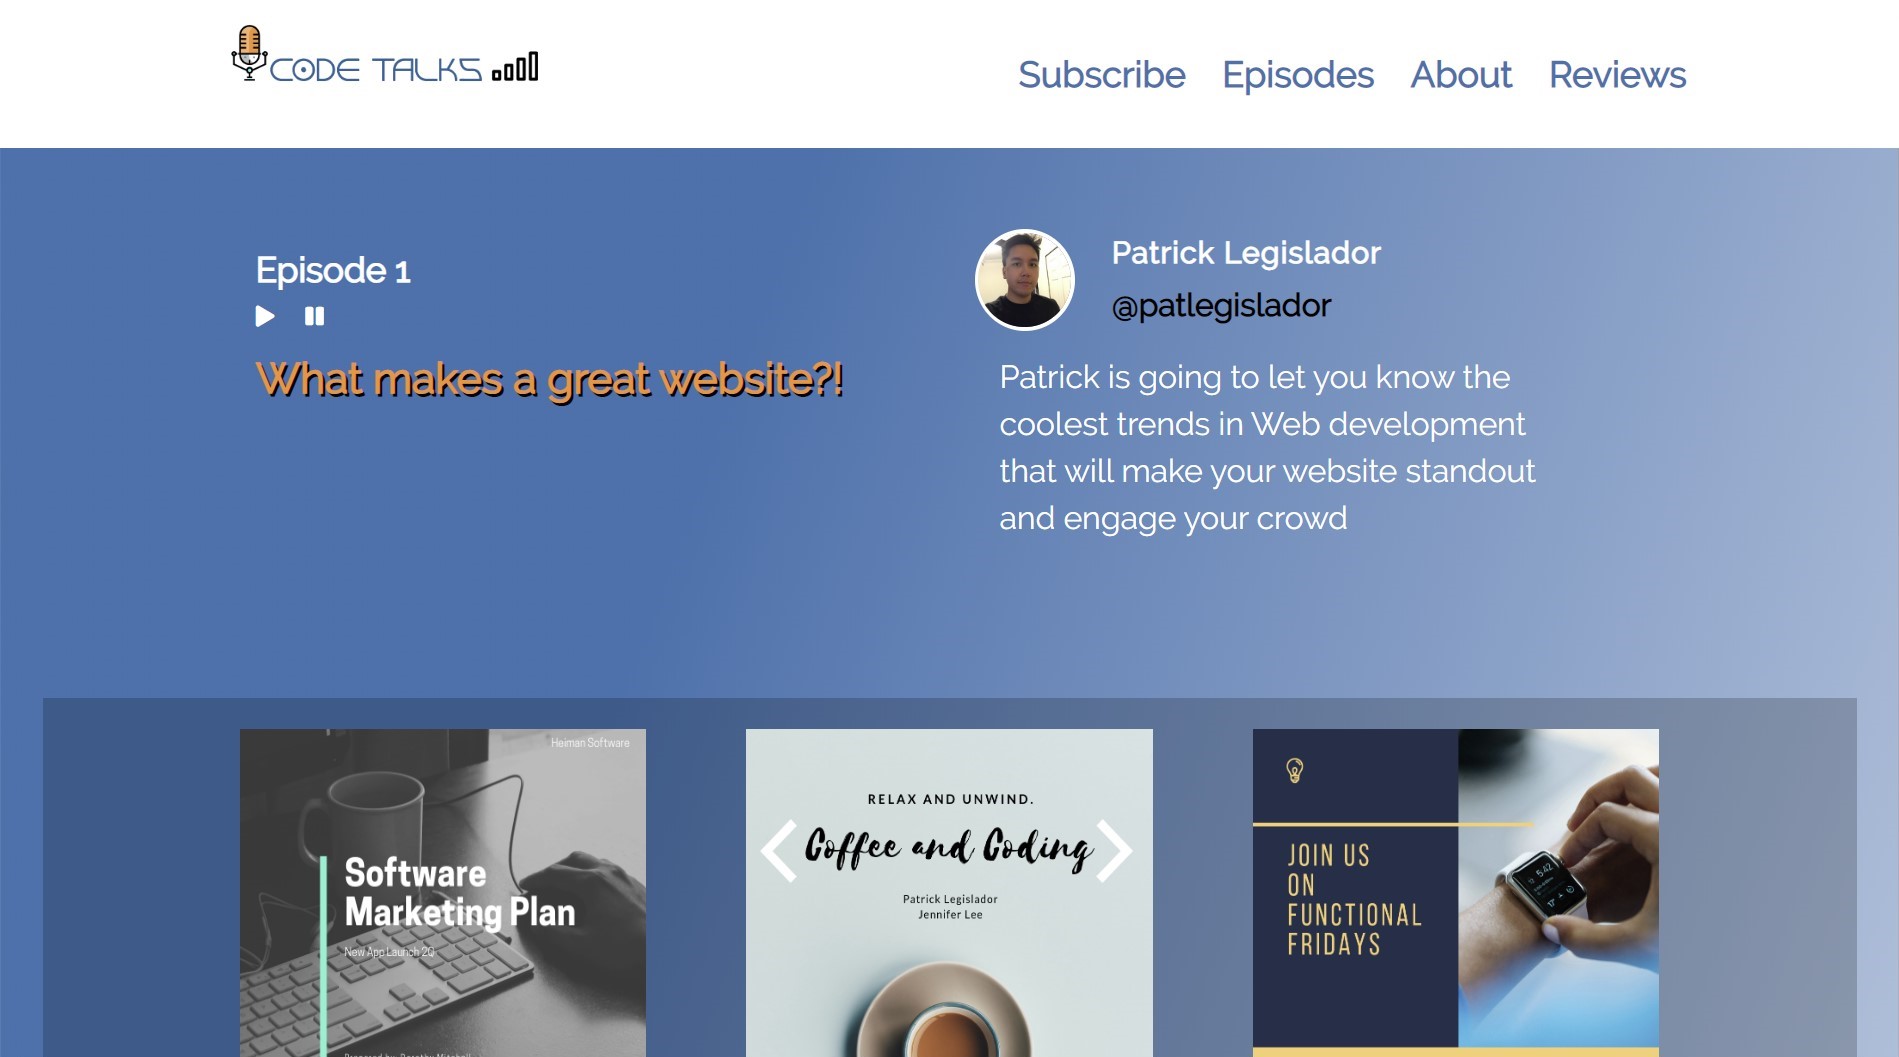 CODE TALKS
Subscribe Episodes About Reviews
Episode 1
What makes a great website?!
Patrick Legislador
@patlegislador
Patrick is going to let you know the
coolest trends in Web development
that will make your website standout
and engage your crowd
Heiman Software
Software
Marketing Plan
New App Launch 2Q
RELAX AND UNWIND.
Coffee and Coding
Patrick Legislador
Jennifer Lee
JOIN US
ON
FUNCTIONAL
FRIDAYS
5:42